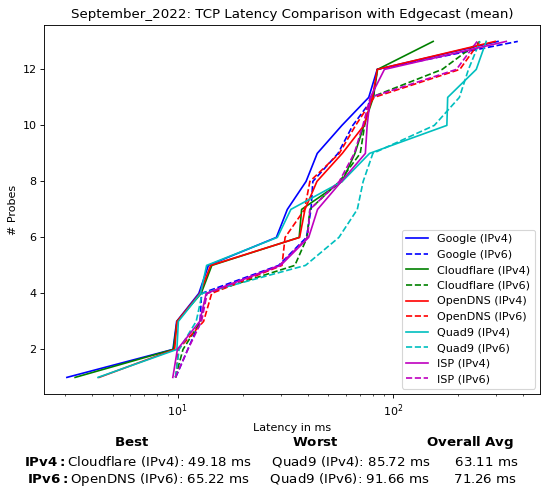 September_2022: TCP Latency Comparison with Edgecast (mean)
12
10
8
6
4
2
# Probes
10¹ 10²
Latency in ms
Google (IPv4)
Google (IPv6)
Cloudflare (IPv4)
Cloudflare (IPv6)
OpenDNS (IPv4)
OpenDNS (IPv6)
Quad9 (IPv4)
Quad9 (IPv6)
ISP (IPv4)
ISP (IPv6)
Best Worst Overall Avg
IPv4: Cloudflare (IPv4): 49.18 ms Quad9 (IPv4): 85.72 ms 63.11 ms
IPv6: OpenDNS (IPv6): 65.22 ms Quad9 (IPv6): 91.66 ms 71.26 ms